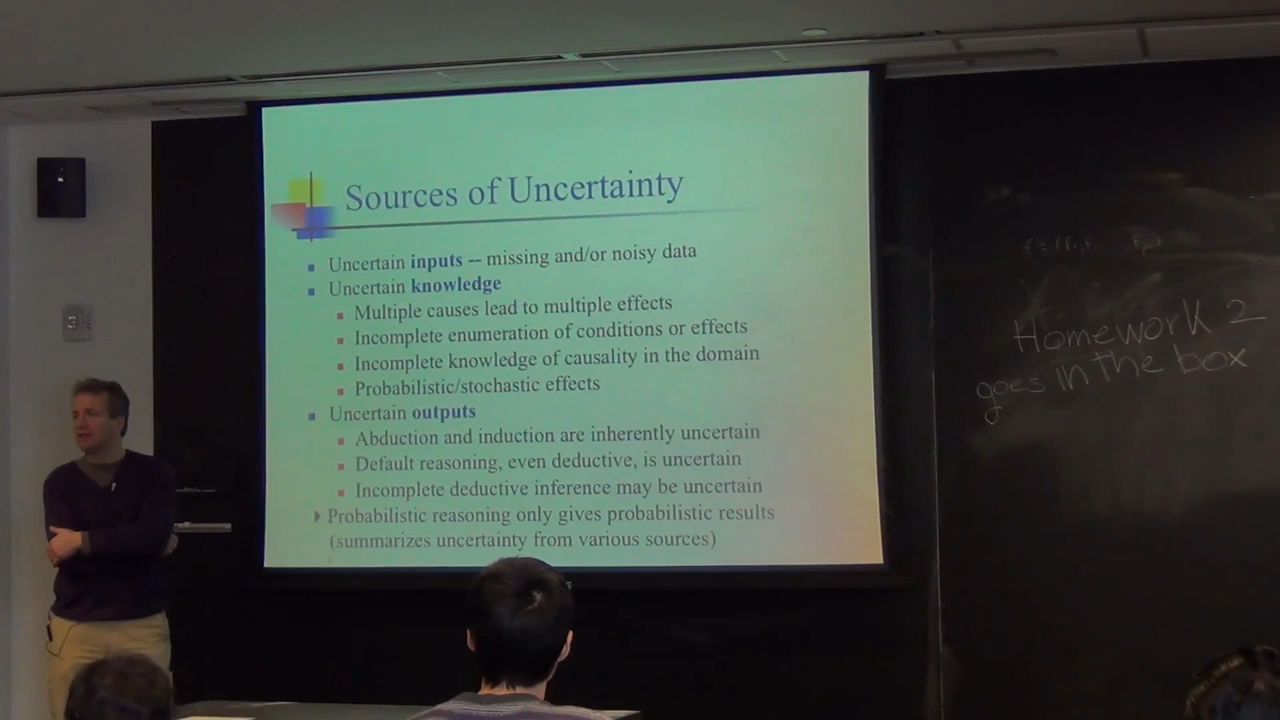 Sources of Uncertainty
Uncertain inputs -- missing and/or noisy data
Uncertain knowledge
Multiple causes lead to multiple effects
Incomplete enumeration of conditions or effects
Incomplete knowledge of causality in the domain
Probabilistic/stochastic effects
Uncertain outputs
Abduction and induction are inherently uncertain
Default reasoning, even deductive, is uncertain
Incomplete deductive inference may be uncertain
Probabilistic reasoning only gives probabilistic results
(summarizes uncertainty from various sources)
Homework 2
goes in the box